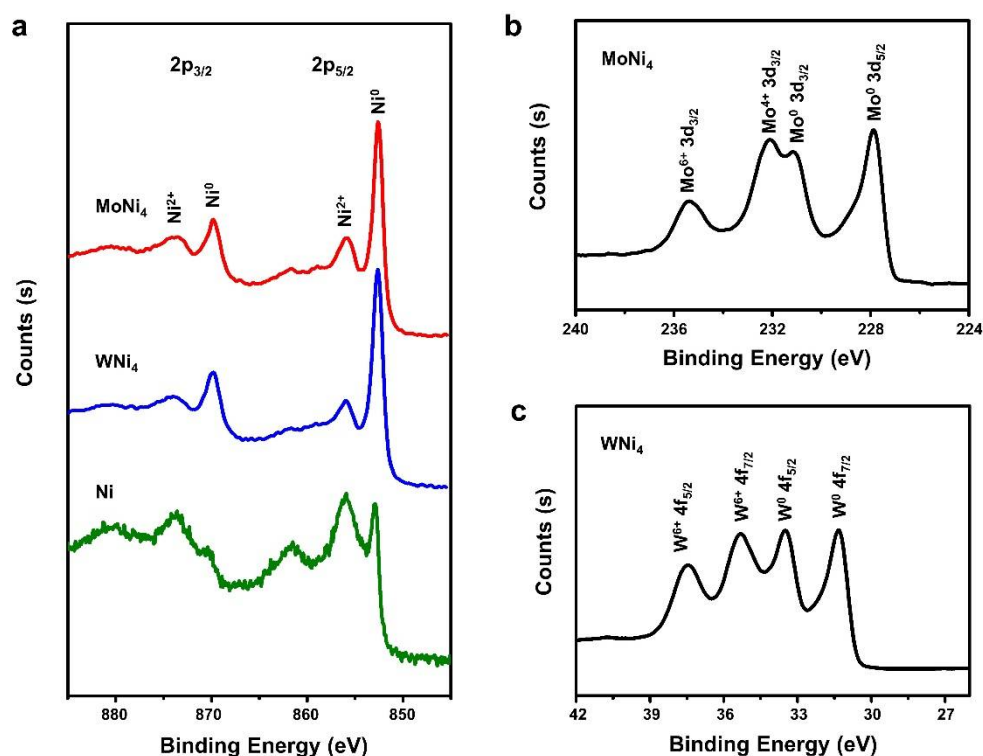 a
2p3/2
2p5/2
Ni0
Ni2+
Ni0
Ni2+
MoNi4
WNi4
Ni
Counts (s)
880
870
860
850
Binding Energy (eV)
b
MoNi4
Mo6+ 3d3/2
Mo4+ 3d3/2
Mo0 3d3/2
Mo0 3d5/2
Counts (s)
240
236
232
228
224
Binding Energy (eV)
c
WNi4
W6+ 4f5/2
W6+ 4f7/2
W0 4f5/2
W0 4f7/2
Counts (s)
42
39
36
33
30
27
Binding Energy (eV)